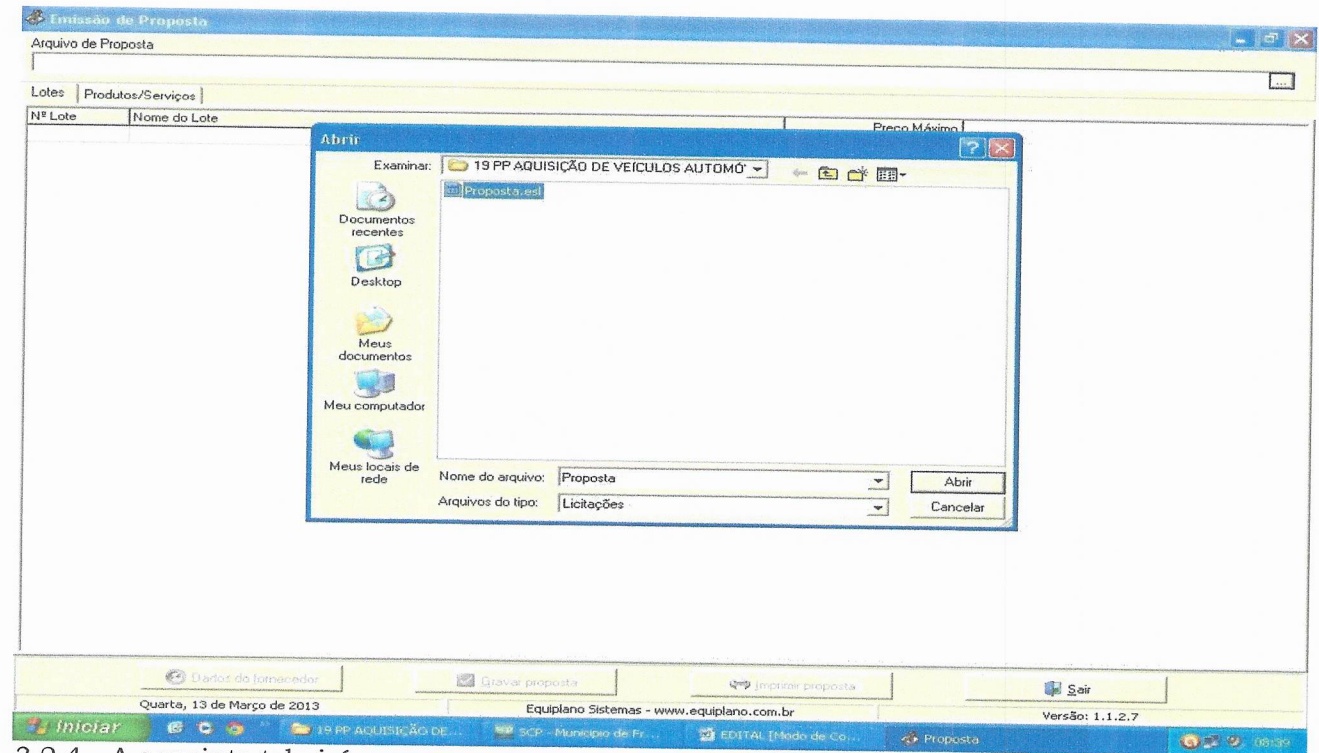 Emissão de Proposta
Arquivo de Proposta
...
Lotes Produtos/Serviços
Nº Lote Nome do Lote Preço Máximo
Abrir
Examinar: 19 PP AQUISIÇÃO DE VEÍCULOS AUTOMÓ
Proposta.esl
Documentos recentes
Desktop
Meus documentos
Meu computador
Meus locais de rede
Nome do arquivo: Proposta Abrir
Arquivos do tipo: Licitações Cancelar
Dados do fornecedor Gravar proposta Imprimir proposta Sair
Quarta, 13 de Março de 2013 Equiplano Sistemas - www.equiplano.com.br Versão: 1.1.2.7
Iniciar 19 PP AQUISIÇÃO DE... SCP - Município de Fr... EDITAL [Modo de Co... Proposta 08:39